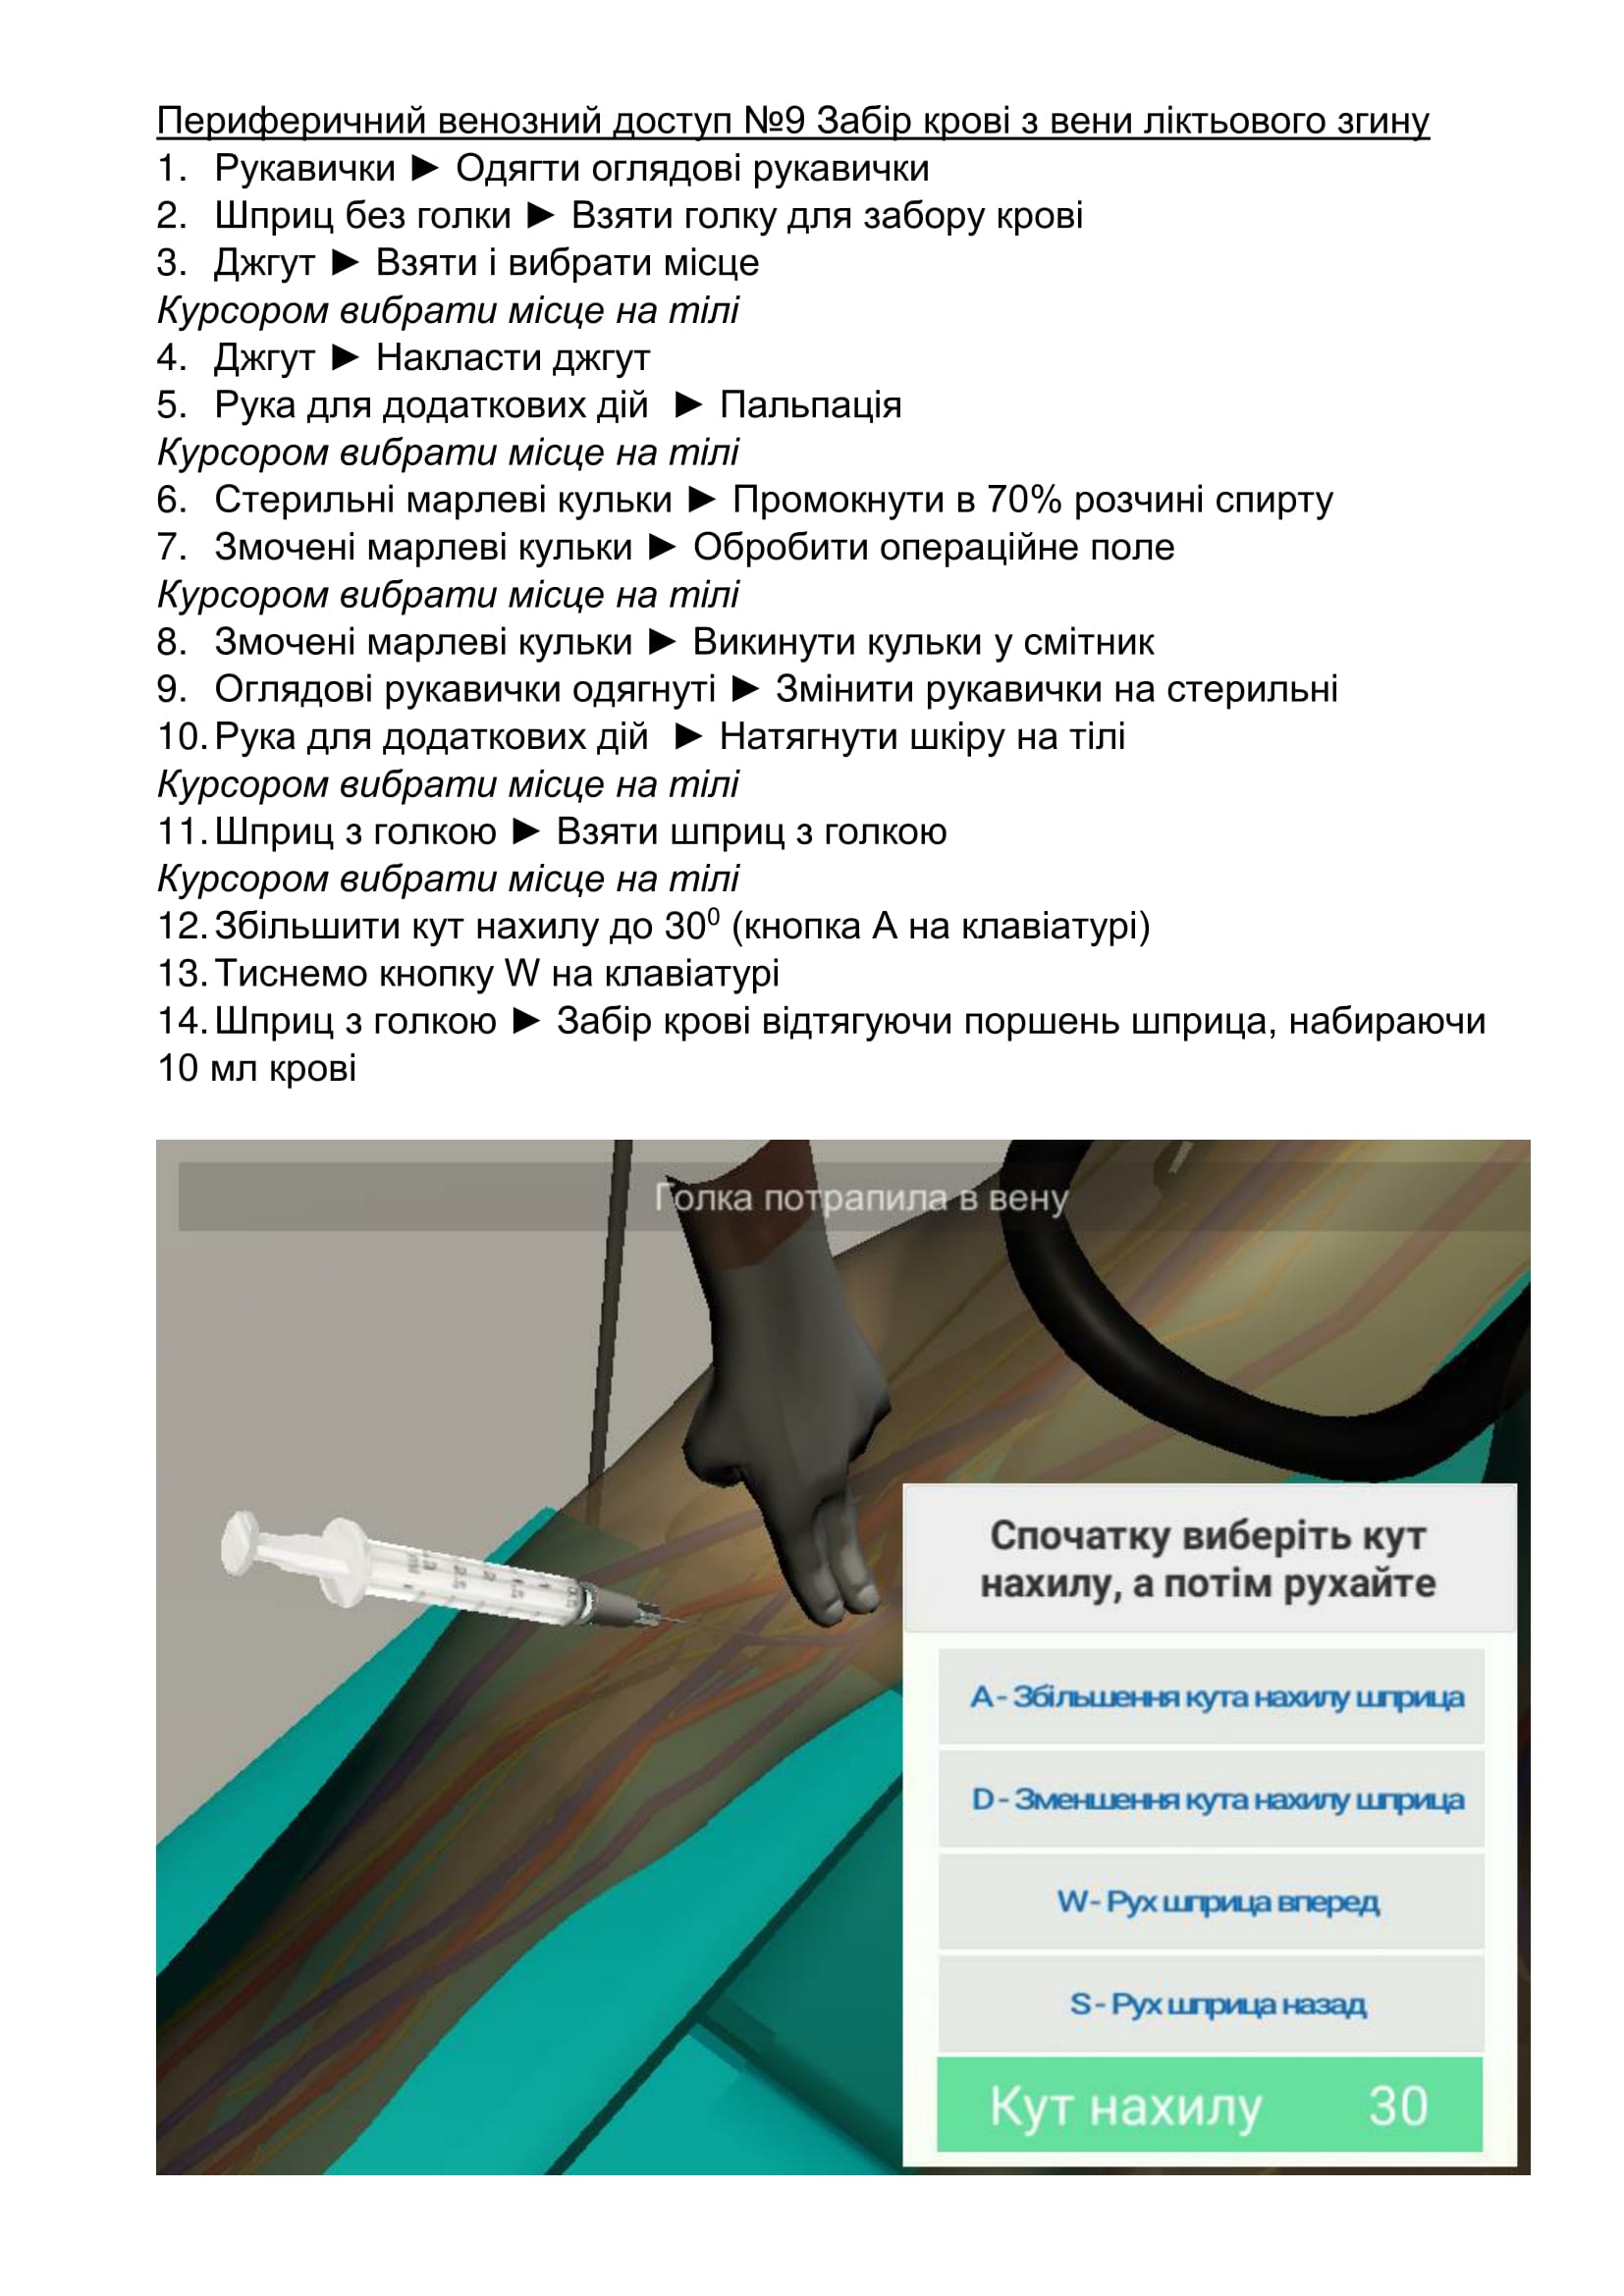 Периферичний венозний доступ №9 Забір крові з вени ліктьового згину
1. Рукавички ► Одягти оглядові рукавички
2. Шприц без голки ► Взяти голку для забору крові
3. Джгут ► Взяти і вибрати місце
Курсором вибрати місце на тілі
4. Джгут ► Накласти джгут
5. Рука для додаткових дій ► Пальпація
Курсором вибрати місце на тілі
6. Стерильні марлеві кульки ► Промокнути в 70% розчині спирту
7. Змочені марлеві кульки ► Обробити операційне поле
Курсором вибрати місце на тілі
8. Змочені марлеві кульки ► Викинути кульки у смітник
9. Оглядові рукавички одягнуті ► Змінити рукавички на стерильні
10. Рука для додаткових дій ► Натягнути шкіру на тілі
Курсором вибрати місце на тілі
11. Шприц з голкою ► Взяти шприц з голкою
Курсором вибрати місце на тілі
12. Збільшити кут нахилу до 30⁰ (кнопка А на клавіатурі)
13. Тиснемо кнопку W на клавіатурі
14. Шприц з голкою ► Забір крові відтягуючи поршень шприца, набираючи
10 мл крові
Голка потрапила в вену
Спочатку виберіть кут
нахилу, а потім рухайте
A - Збільшення кута нахилу шприца
D - Зменшення кута нахилу шприца
W - Рух шприца вперед
S - Рух шприца назад
Кут нахилу 30